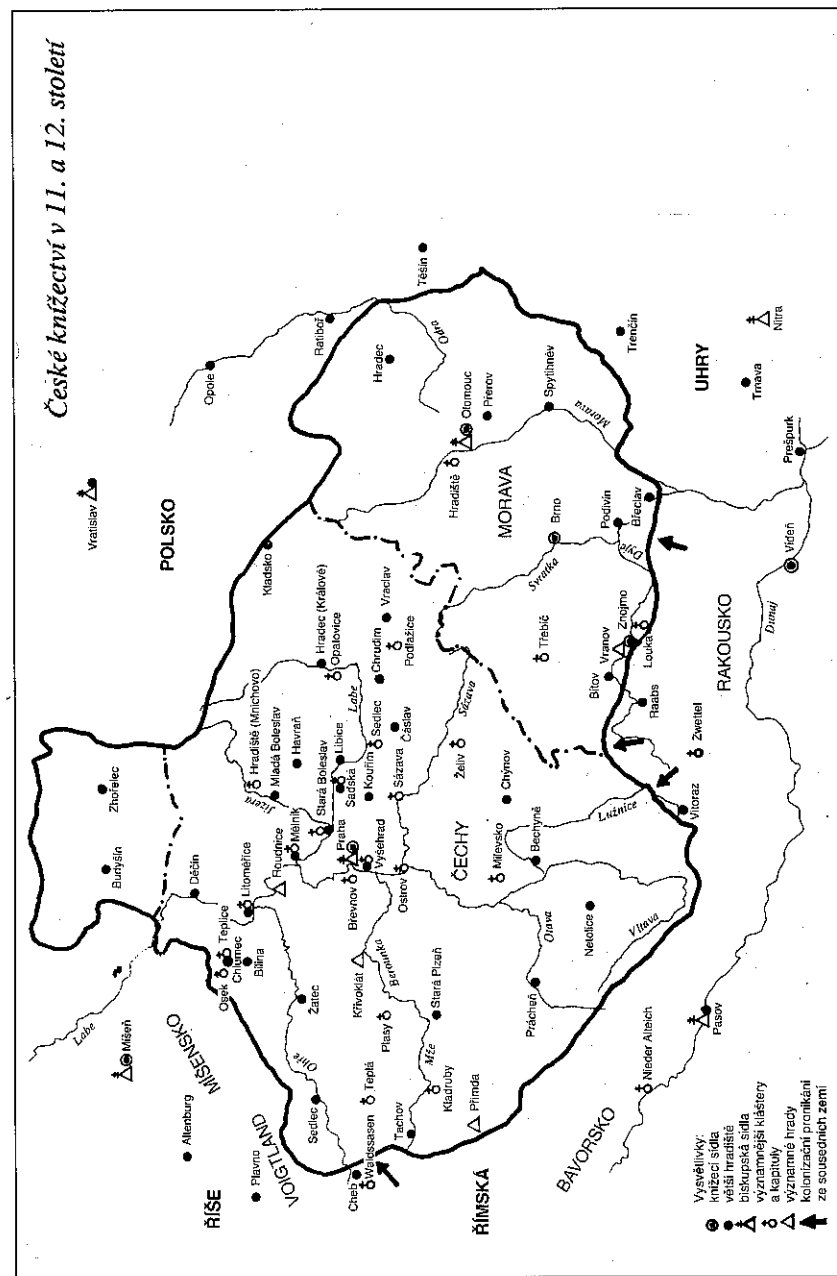 České knížectví v 11. a 12. století
POLSKO
Vratislav
Opole
Ratiboř
Těšín
Hradec
Odra
Kladsko
Zhořelec
Budyšín
Labe
Míšeň
MÍŠENSKO
Altenburg
Plavno
VOIGTLAND
ŘÍŠE
ŘÍMSKÁ
Děčín
Litoměřice
Teplice
Chlumec
Osek
Bílina
Žatec
Ohře
Sedlec
Cheb
Waldssasen
Teplá
Tachov
Kladruby
Přimda
Mže
Plasy
Stará Plzeň
Křivoklát
Berounka
Roudnice
Mělník
Jizera
Hradiště (Mnichovo)
Mladá Boleslav
Havraň
Stará Boleslav
Praha
Břevnov
Vyšehrad
Ostrov
Sadská
Libice
Kouřim
Sedlec
Čáslav
Sázava
Labe
Hradec (Králové)
Opatovice
Chrudim
Vraclav
Podlažice
Sázava
Želiv
ČECHY
Chýnov
Milevsko
Bechyně
Lužnice
Otava
Prácheň
Netolice
Vltava
Vitoraz
MORAVA
Olomouc
Hradiště
Přerov
Spytihněv
Morava
Brno
Svratka
Podivín
Břeclav
Dyje
Třebíč
Znojmo
Louka
Vranov
Bítov
Raabs
Zwettel
RAKOUSKO
Dunaj
Vídeň
Prešpurk
UHRY
Trnava
Trenčín
Nitra
BAVORSKO
Nieder Alteich
Pasov
Vysvětlivky:
knížecí sídla
větší hradiště
biskupská sídla
významnější kláštery
a kapituly
významné hrady
kolonizační pronikání
ze sousedních zemí